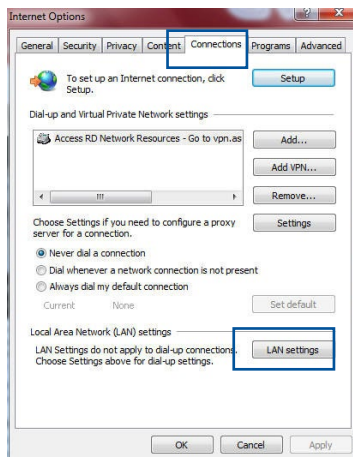 Internet Options
General Security Privacy Content Connections Programs Advanced
To set up an Internet connection, click
Setup.
Setup
Dial-up and Virtual Private Network settings
Access RD Network Resources - Go to vpn.as
Add...
Add VPN...
Remove...
Choose Settings if you need to configure a proxy
server for a connection.
Settings
Never dial a connection
Dial whenever a network connection is not present
Always dial my default connection
Current None
Set default
Local Area Network (LAN) settings
LAN Settings do not apply to dial-up connections.
Choose Settings above for dial-up settings.
LAN settings
OK Cancel Apply